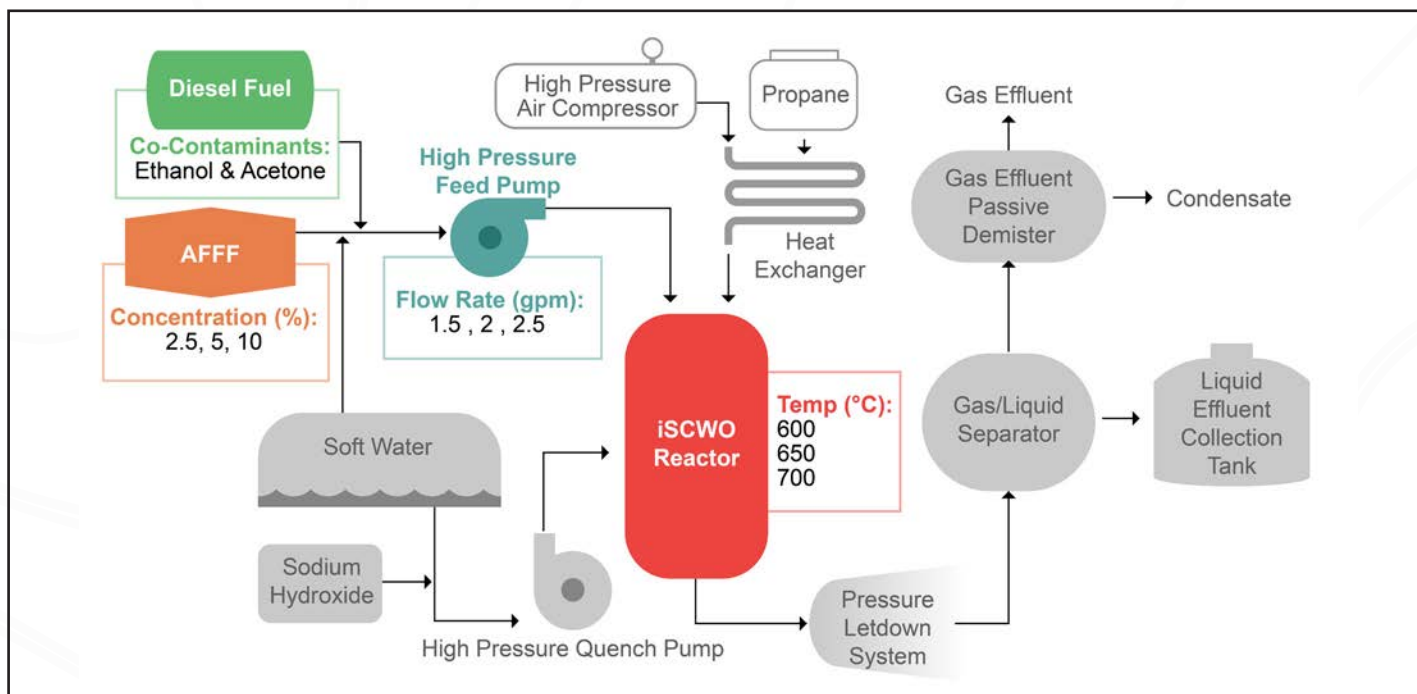 Diesel Fuel
Co-Contaminants:
Ethanol & Acetone
AFFF
Concentration (%):
2.5, 5, 10
High Pressure
Feed Pump
Flow Rate (gpm):
1.5 , 2 , 2.5
High Pressure
Air Compressor
Propane
Heat
Exchanger
Soft Water
Sodium
Hydroxide
High Pressure Quench Pump
iSCWO
Reactor
Temp (°C):
600
650
700
Pressure
Letdown
System
Gas/Liquid
Separator
Liquid
Effluent
Collection
Tank
Gas Effluent
Passive
Demister
Condensate
Gas Effluent